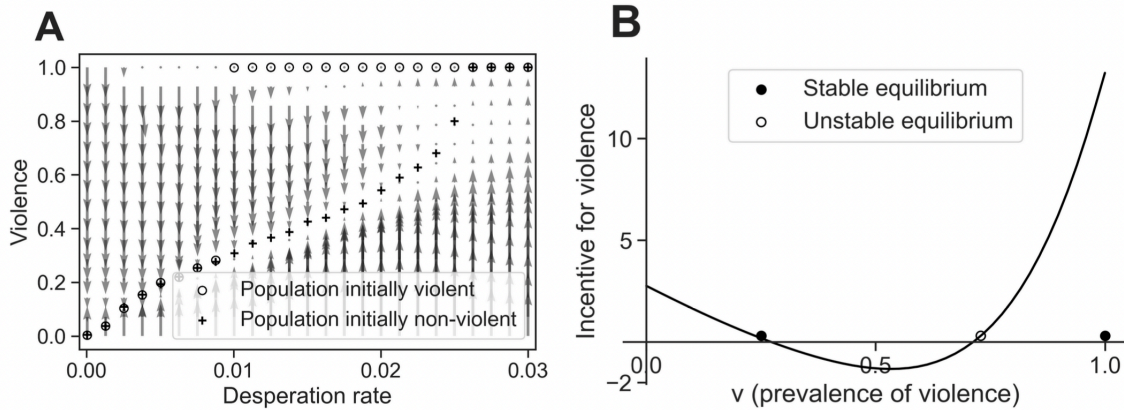 A
1.0
0.8
0.6
0.4
0.2
0.0
Violence
Population initially violent
Population initially non-violent
0.00
0.01
0.02
0.03
Desperation rate
B
Stable equilibrium
Unstable equilibrium
10
5
−2
Incentive for violence
0.0
0.5
1.0
v (prevalence of violence)